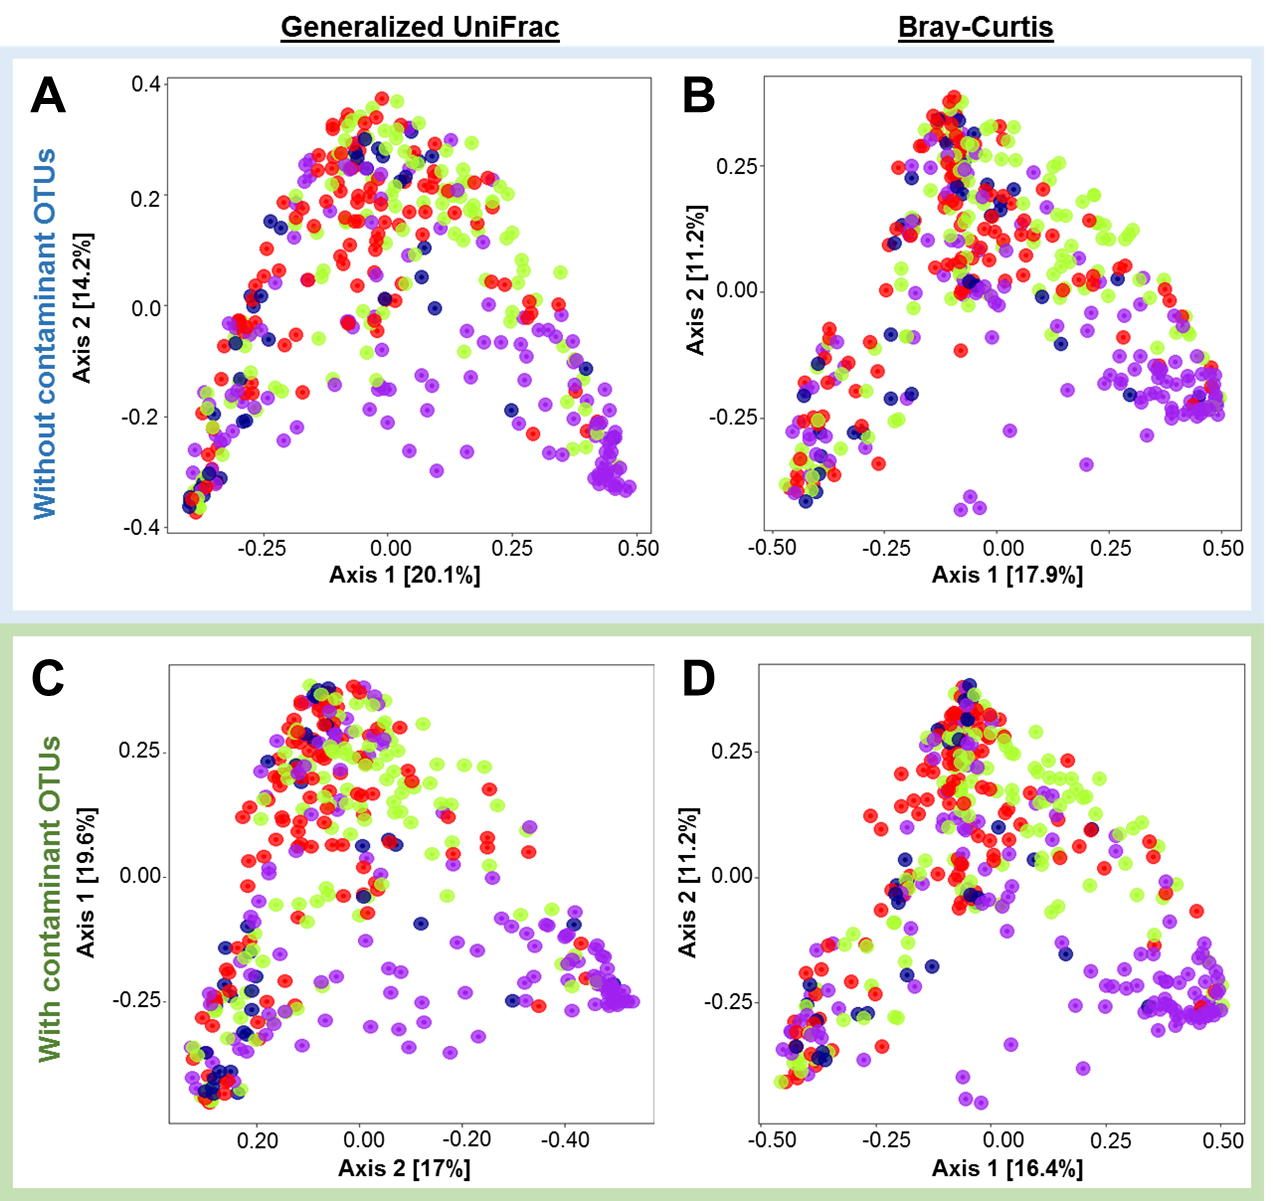 Generalized UniFrac
Bray-Curtis
Without contaminant OTUs
A
Axis 2 [14.2%]
0.4
0.2
0.0
-0.2
-0.4
-0.25
0.00
0.25
0.50
Axis 1 [20.1%]
B
Axis 2 [11.2%]
0.25
0.00
-0.25
-0.50
-0.25
0.00
0.25
0.50
Axis 1 [17.9%]
With contaminant OTUs
C
Axis 1 [19.6%]
0.25
0.00
-0.25
0.20
0.00
-0.20
-0.40
Axis 2 [17%]
D
Axis 2 [11.2%]
0.25
0.00
-0.25
-0.50
-0.25
0.00
0.25
0.50
Axis 1 [16.4%]